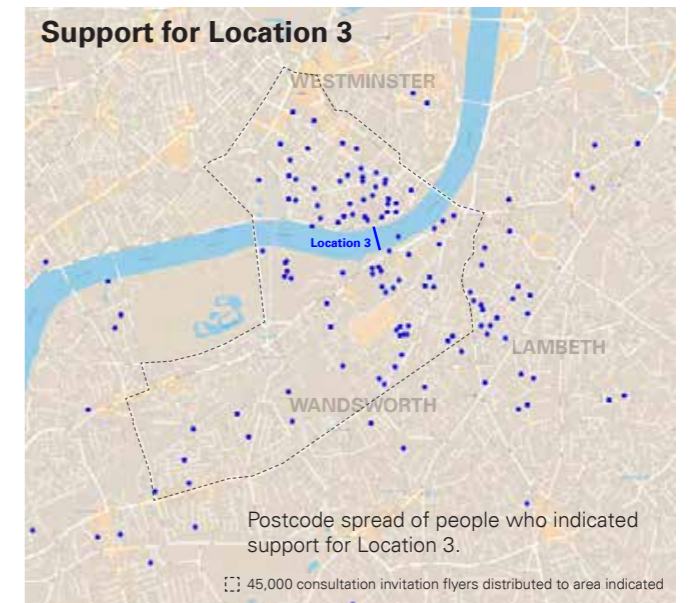 Support for Location 3
WESTMINSTER
Location 3
LAMBETH
WANDSWORTH
Postcode spread of people who indicated
support for Location 3.
45,000 consultation invitation flyers distributed to area indicated